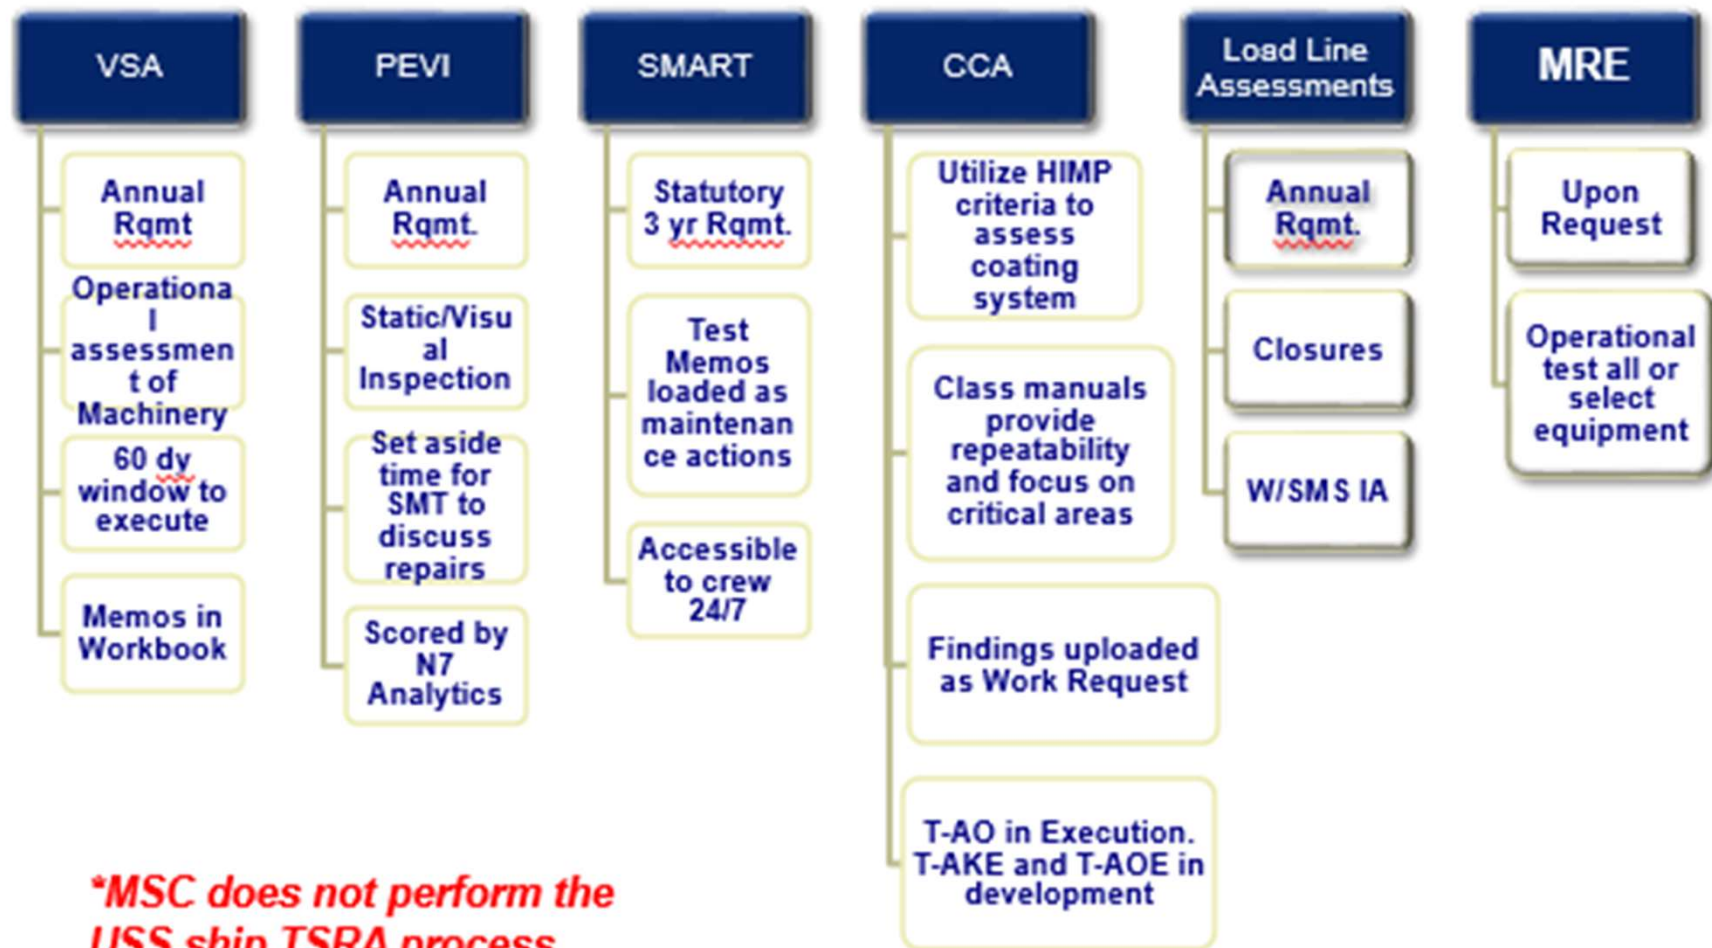 VSA
Annual
Rqmt
Operationa
l
assessmen
t of
Machinery
60 dy
window to
execute
Memos in
Workbook
PEVI
Annual
Rqmt.
Static/Visu
al
Inspection
Set aside
time for
SMT to
discuss
repairs
Scored by
N7
Analytics
SMART
Statutory
3 yr Rqmt.
Test
Memos
loaded as
maintenan
ce actions
Accessible
to crew
24/7
CCA
Utilize HIMP
criteria to
assess
coating
system
Class manuals
provide
repeatability
and focus on
critical areas
Findings uploaded
as Work Request
T-AO in Execution.
T-AKE and T-AOE in
development
Load Line
Assessments
Annual
Rqmt.
Closures
W/SMS IA
MRE
Upon
Request
Operational
test all or
select
equipment
*MSC does not perform the
USS ship TSRA process